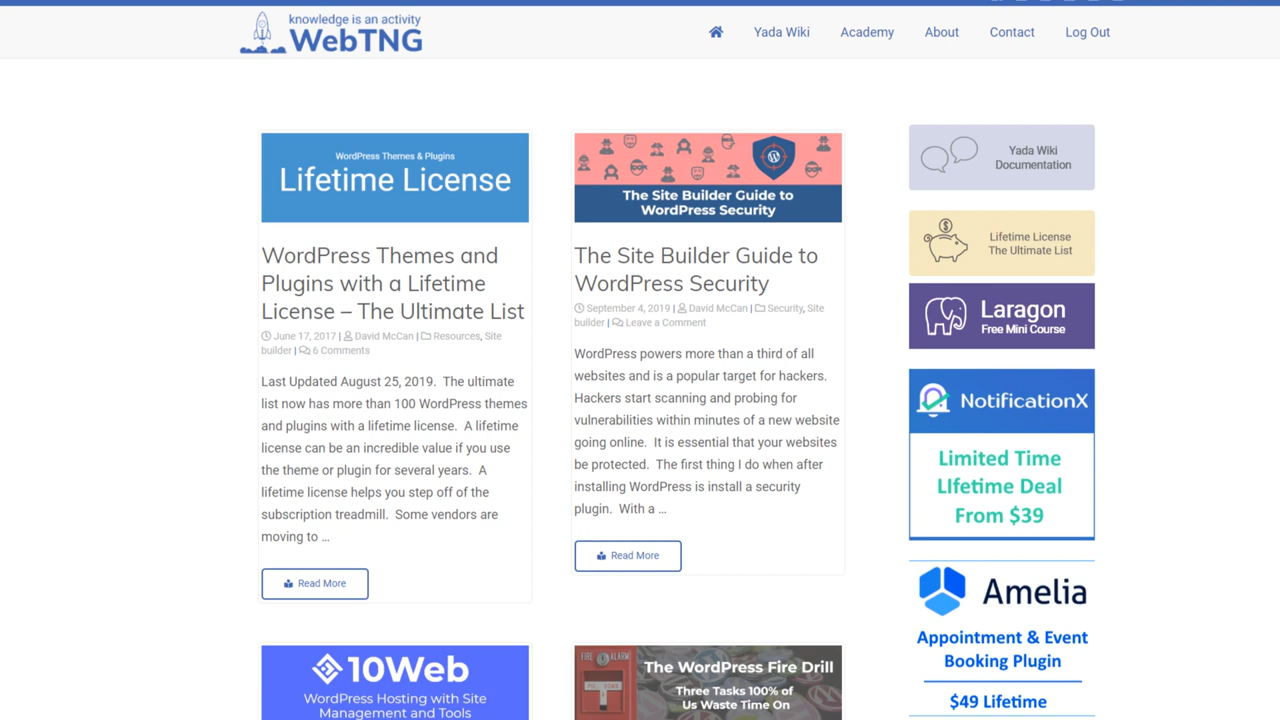 knowledge is an activity
WebTNG
Yada Wiki
Academy
About
Contact
Log Out
WordPress Themes & Plugins
Lifetime License
WordPress Themes and
Plugins with a Lifetime
License – The Ultimate List
June 17, 2017 | David McCan | Resources, Site
builder | 6 Comments
Last Updated August 25, 2019.  The ultimate
list now has more than 100 WordPress themes
and plugins with a lifetime license.  A lifetime
license can be an incredible value if you use
the theme or plugin for several years.  A
lifetime license helps you step off of the
subscription treadmill.  Some vendors are
moving to …
Read More
The Site Builder Guide to
WordPress Security
The Site Builder Guide to
WordPress Security
September 4, 2019 | David McCan | Security, Site
builder | Leave a Comment
WordPress powers more than a third of all
websites and is a popular target for hackers.
Hackers start scanning and probing for
vulnerabilities within minutes of a new website
going online.  It is essential that your websites
be protected.  The first thing I do when after
installing WordPress is install a security
plugin.  With a …
Read More
10Web
WordPress Hosting with Site
Management and Tools
FIRE ALARM
The WordPress Fire Drill
Three Tasks 100% of
Us Waste Time On
Yada Wiki
Documentation
Lifetime License
The Ultimate List
Laragon
Free Mini Course
NotificationX
Limited Time
LIfetime Deal
From $39
Amelia
Appointment & Event
Booking Plugin
$49 Lifetime